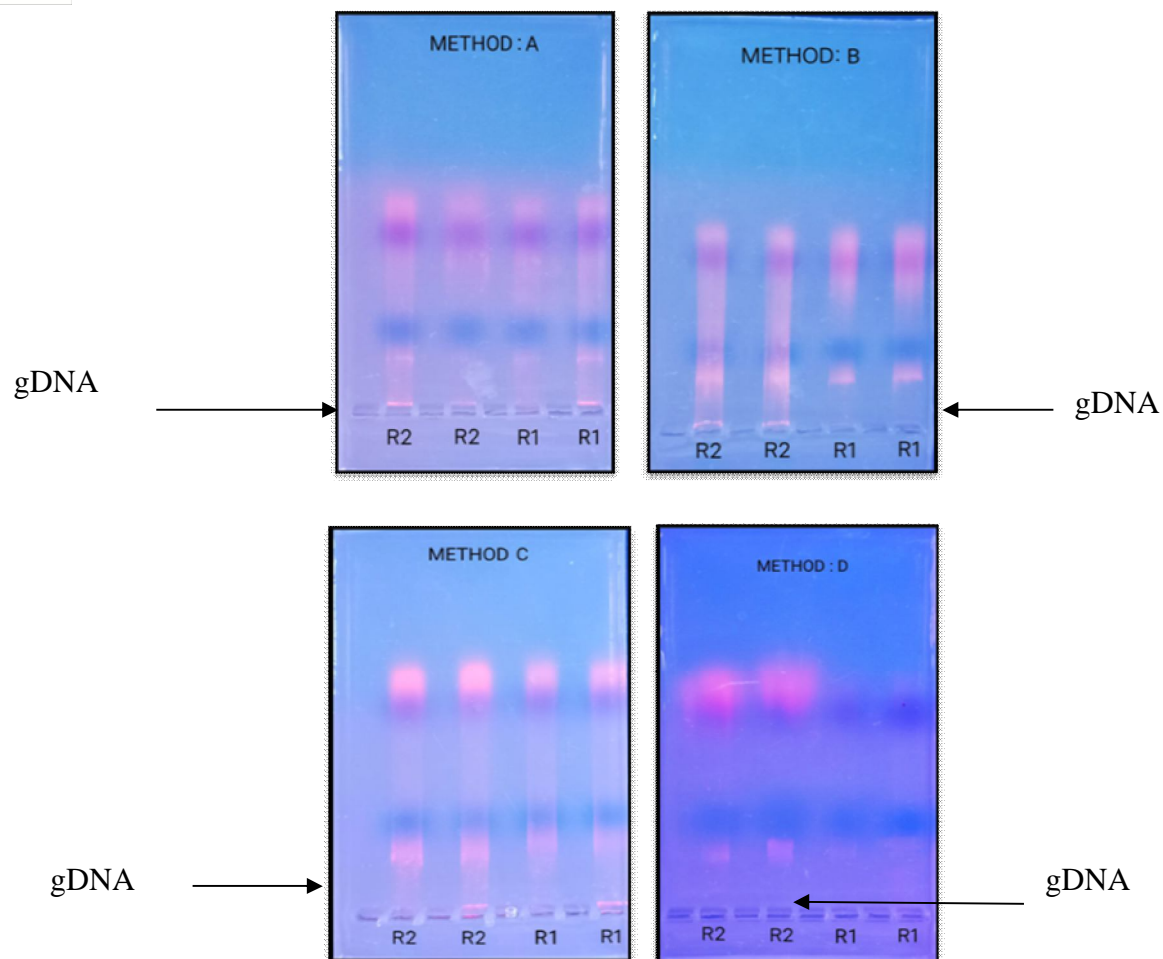 METHOD : A
METHOD: B
gDNA
gDNA
R2 R2 R1 R1
R2 R2 R1 R1
METHOD C
METHOD : D
gDNA
gDNA
R2 R2 R1 R1
R2 R2 R1 R1